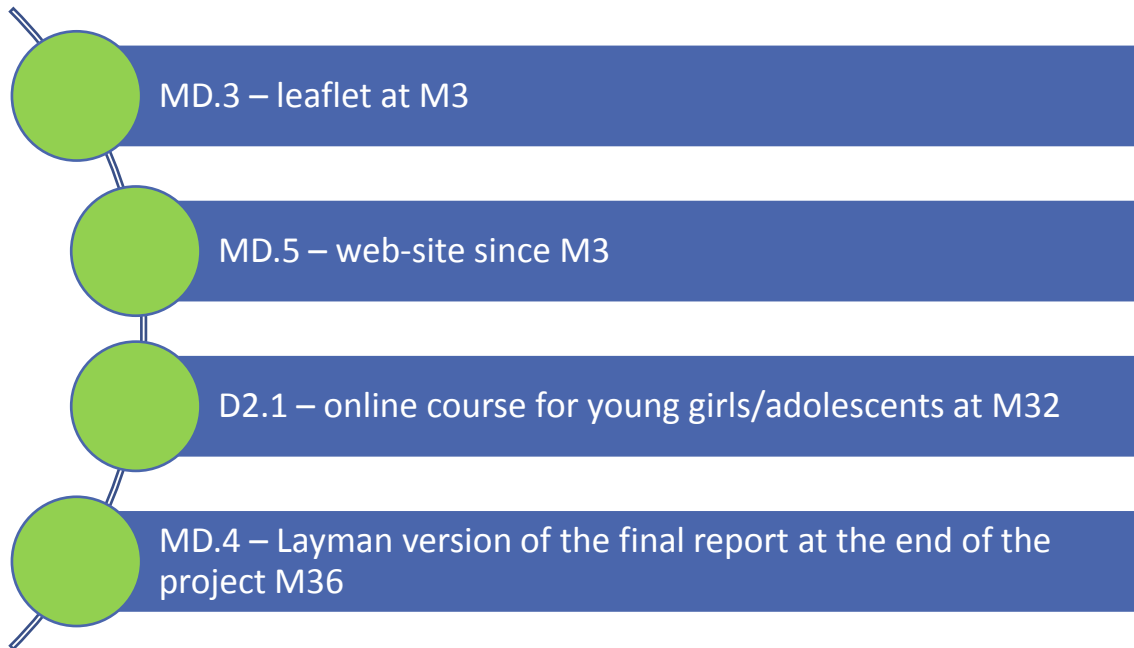 MD.3 – leaflet at M3
MD.5 – web-site since M3
D2.1 – online course for young girls/adolescents at M32
MD.4 – Layman version of the final report at the end of the
project M36